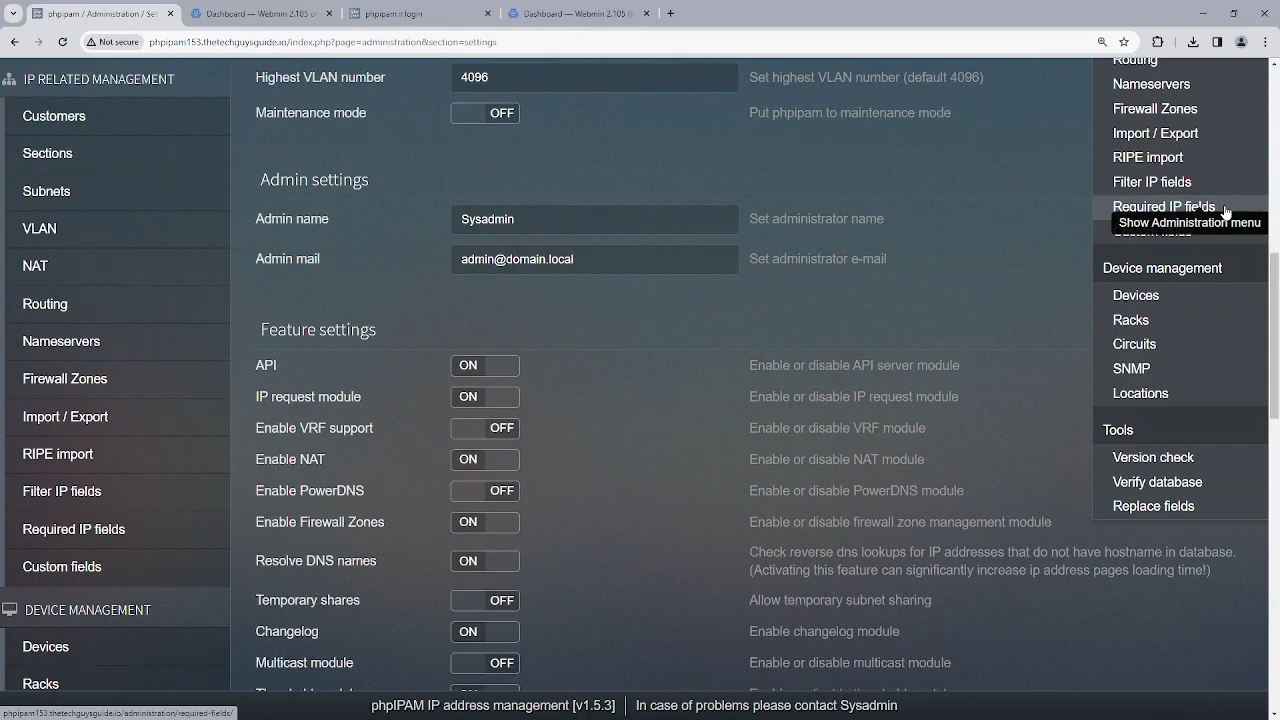 phpipam / Settings / Administration
Dashboard — Webmin 2.105
phpipam :: login
Dashboard — Webmin 2.105
Not secure
phpipam153.thetechguysguide.io/index.php?page=administration&section=settings
IP RELATED MANAGEMENT
Customers
Sections
Subnets
VLAN
NAT
Routing
Nameservers
Firewall Zones
Import / Export
RIPE import
Filter IP fields
Required IP fields
Custom fields
DEVICE MANAGEMENT
Devices
Racks
Highest VLAN number
4096
Set highest VLAN number (default 4096)
Maintenance mode
OFF
Put phpipam to maintenance mode
Admin settings
Admin name
Sysadmin
Set administrator name
Admin mail
admin@domain.local
Set administrator e-mail
Feature settings
API
ON
Enable or disable API server module
IP request module
ON
Enable or disable IP request module
Enable VRF support
OFF
Enable or disable VRF module
Enable NAT
ON
Enable or disable NAT module
Enable PowerDNS
OFF
Enable or disable PowerDNS module
Enable Firewall Zones
ON
Enable or disable firewall zone management module
Resolve DNS names
ON
Check reverse dns lookups for IP addresses that do not have hostname in database.
(Activating this feature can significantly increase ip address pages loading time!)
Temporary shares
OFF
Allow temporary subnet sharing
Changelog
ON
Enable changelog module
Multicast module
OFF
Enable or disable multicast module
Routing
Nameservers
Firewall Zones
Import / Export
RIPE import
Filter IP fields
Required IP fields
Show Administration menu
Device management
Devices
Racks
Circuits
SNMP
Locations
Tools
Version check
Verify database
Replace fields
phpIPAM IP address management [v1.5.3]
In case of problems please contact Sysadmin
phpipam153.thetechguysguide.io/administration/required-fields/